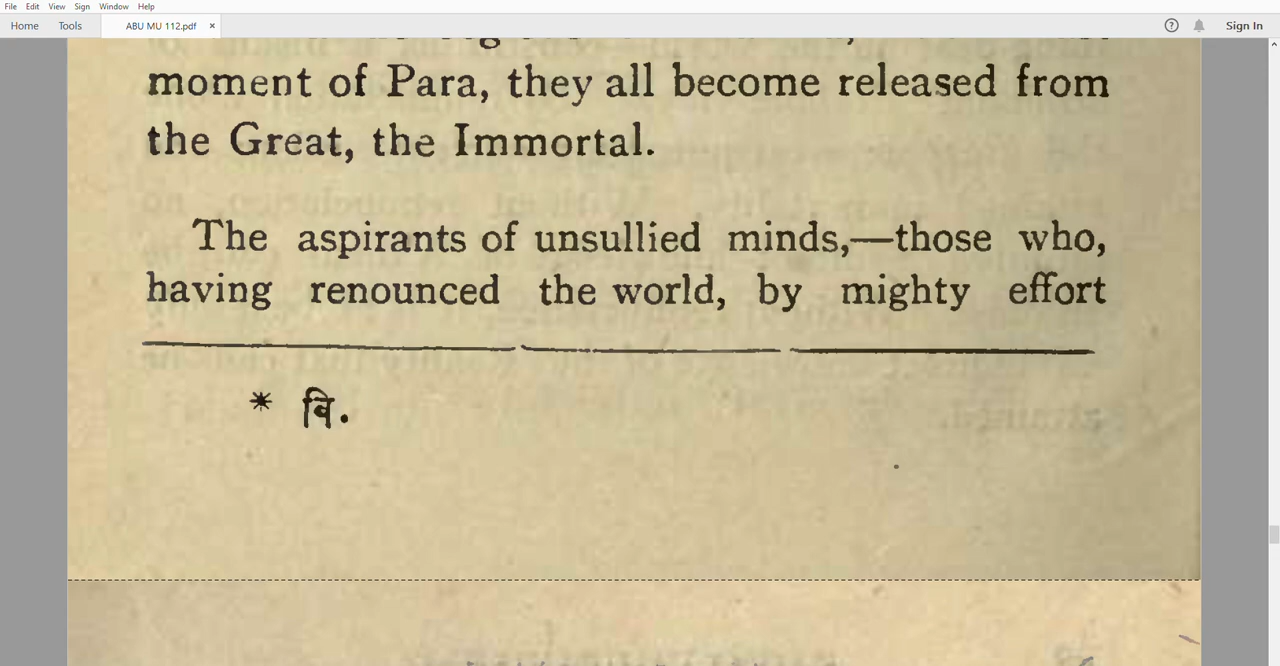 File Edit View Sign Window Help
Home Tools ABU MU 112.pdf × Sign In
moment of Para, they all become released from
the Great, the Immortal.
The aspirants of unsullied minds,—those who,
having renounced the world, by mighty effort
* वि.